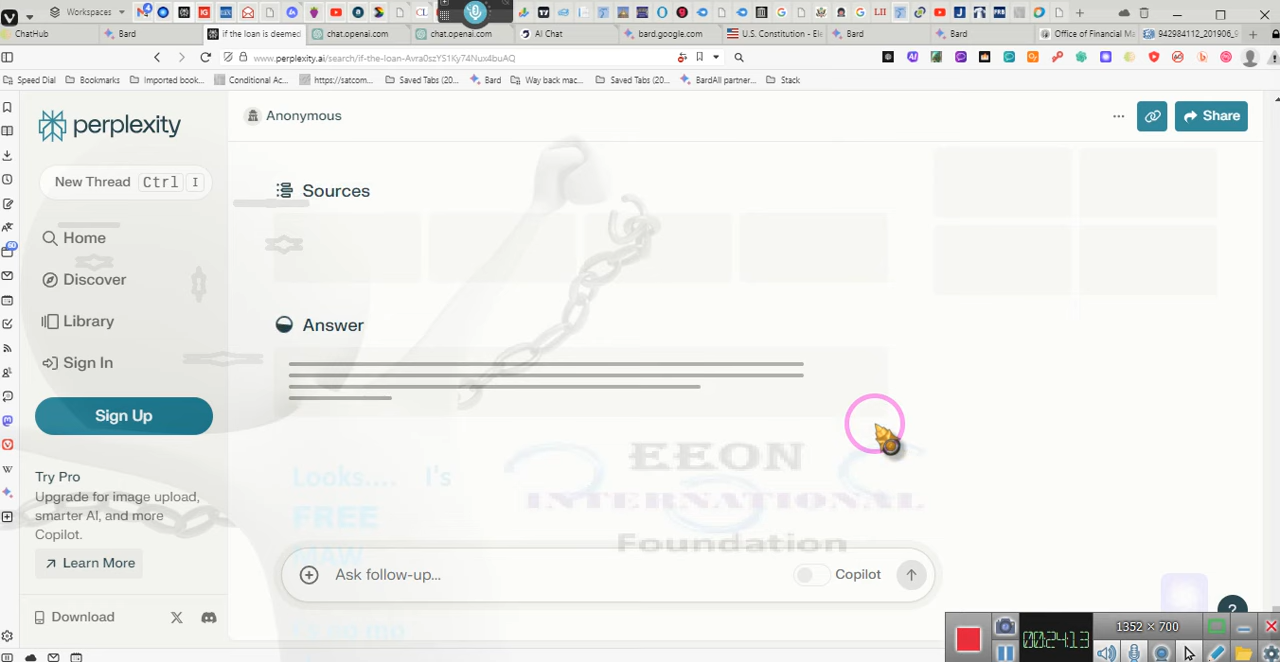 Workspaces
ChatHub
Bard
if the loan is deemed
chat.openai.com
chat.openai.com
AI Chat
bard.google.com
U.S. Constitution - El
Bard
Bard
Office of Financial M
942984112_201906_9
www.perplexity.ai/search/if-the-loan-Avra0szYS1Ky74Nux4buAQ
Speed Dial
Bookmarks
Imported book...
Conditional Ac...
https://satcom...
Saved Tabs (20...
Bard
Way back mac...
Saved Tabs (20...
BardAll partner...
Stack
perplexity
Anonymous
Share
New Thread Ctrl I
Sources
Home
Discover
Library
Answer
Sign In
Sign Up
EEON
Looks.... I's
INTERNATIONAL
FREE
Foundation
MAW
Try Pro
Upgrade for image upload,
smarter AI, and more
Copilot.
Learn More
Ask follow-up...
Copilot
Download
?
1352 × 700
00:24:13